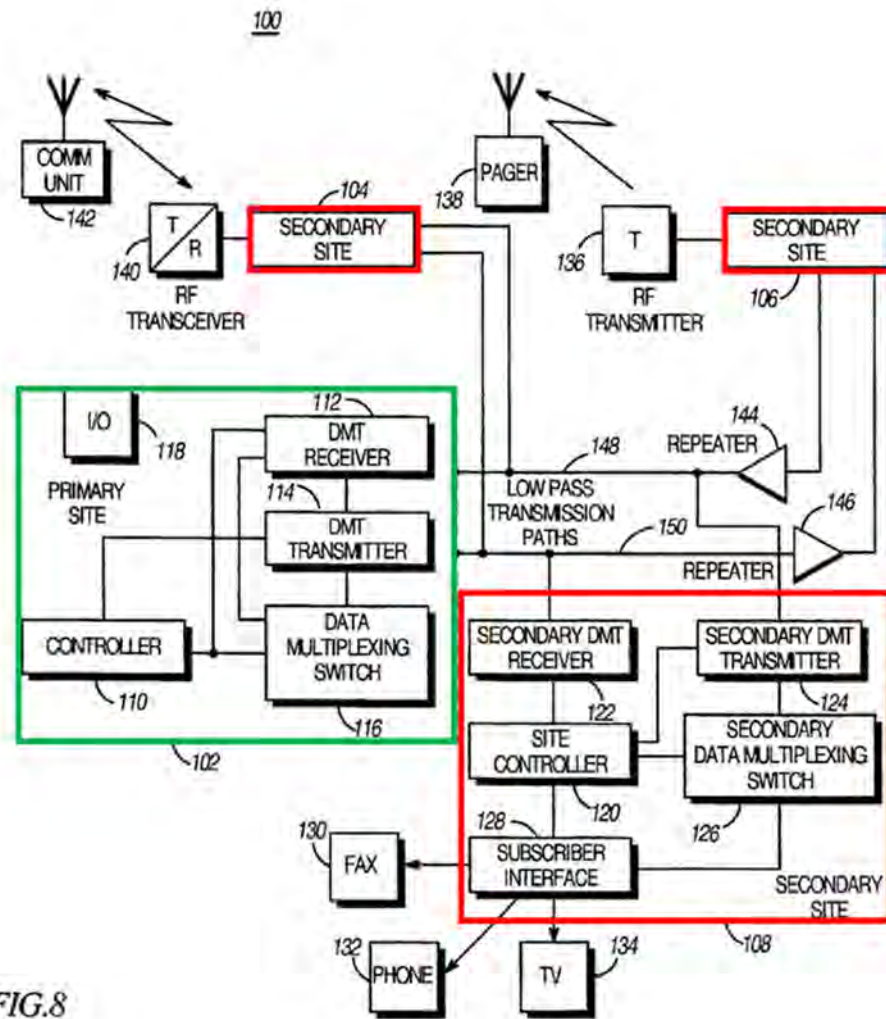 100
COMM
UNIT
142
T
R
140
RF
TRANSCEIVER
104
SECONDARY
SITE
PAGER
138
T
136
RF
TRANSMITTER
SECONDARY
SITE
106
I/O
118
PRIMARY
SITE
112
DMT
RECEIVER
114
DMT
TRANSMITTER
CONTROLLER
110
DATA
MULTIPLEXING
SWITCH
116
102
148
LOW PASS
TRANSMISSION
PATHS
150
REPEATER
144
REPEATER
146
SECONDARY DMT
RECEIVER
122
SECONDARY DMT
TRANSMITTER
124
SITE
CONTROLLER
120
SECONDARY
DATA MULTIPLEXING
SWITCH
126
128
SUBSCRIBER
INTERFACE
SECONDARY
SITE
108
130
FAX
132
PHONE
TV
134
FIG.8